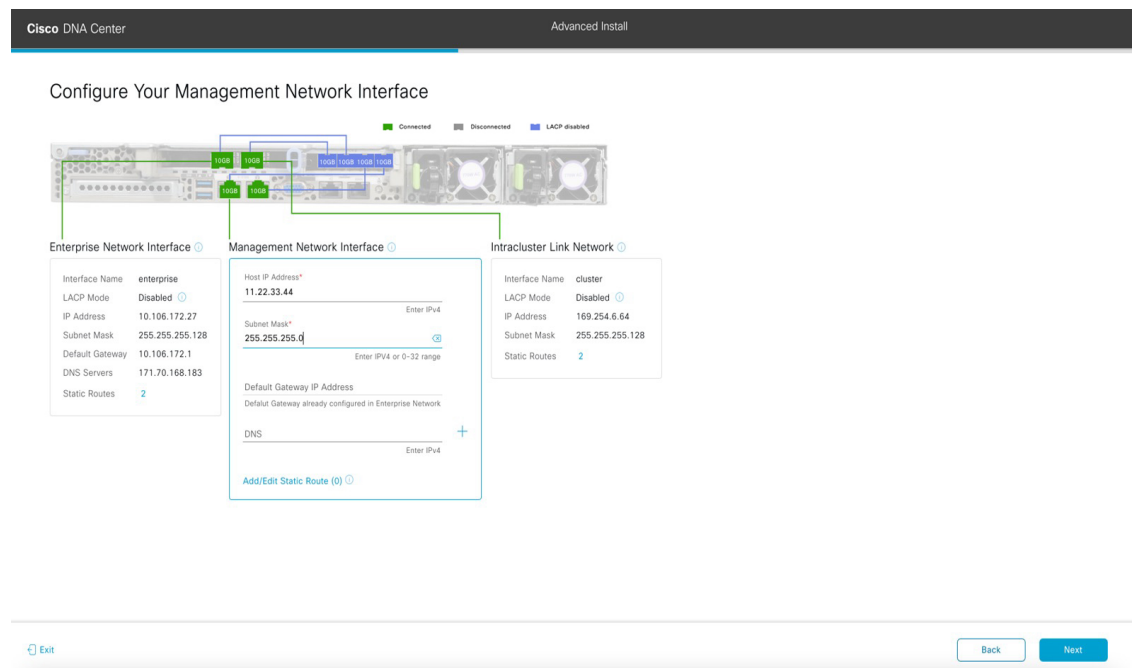 Cisco DNA Center
Advanced Install
Configure Your Management Network Interface
Connected Disconnected LACP disabled
10GB 10GB 10GB 10GB 10GB 10GB
10GB 10GB
Enterprise Network Interface
Interface Name enterprise
LACP Mode Disabled
IP Address 10.106.172.27
Subnet Mask 255.255.255.128
Default Gateway 10.106.172.1
DNS Servers 171.70.168.183
Static Routes 2
Management Network Interface
Host IP Address*
11.22.33.44
Enter IPv4
Subnet Mask*
255.255.255.0
Enter IPV4 or 0-32 range
Default Gateway IP Address
Defalut Gateway already configured in Enterprise Network
DNS
Enter IPv4
Add/Edit Static Route (0)
Intracluster Link Network
Interface Name cluster
LACP Mode Disabled
IP Address 169.254.6.64
Subnet Mask 255.255.255.128
Static Routes 2
Exit
Back
Next